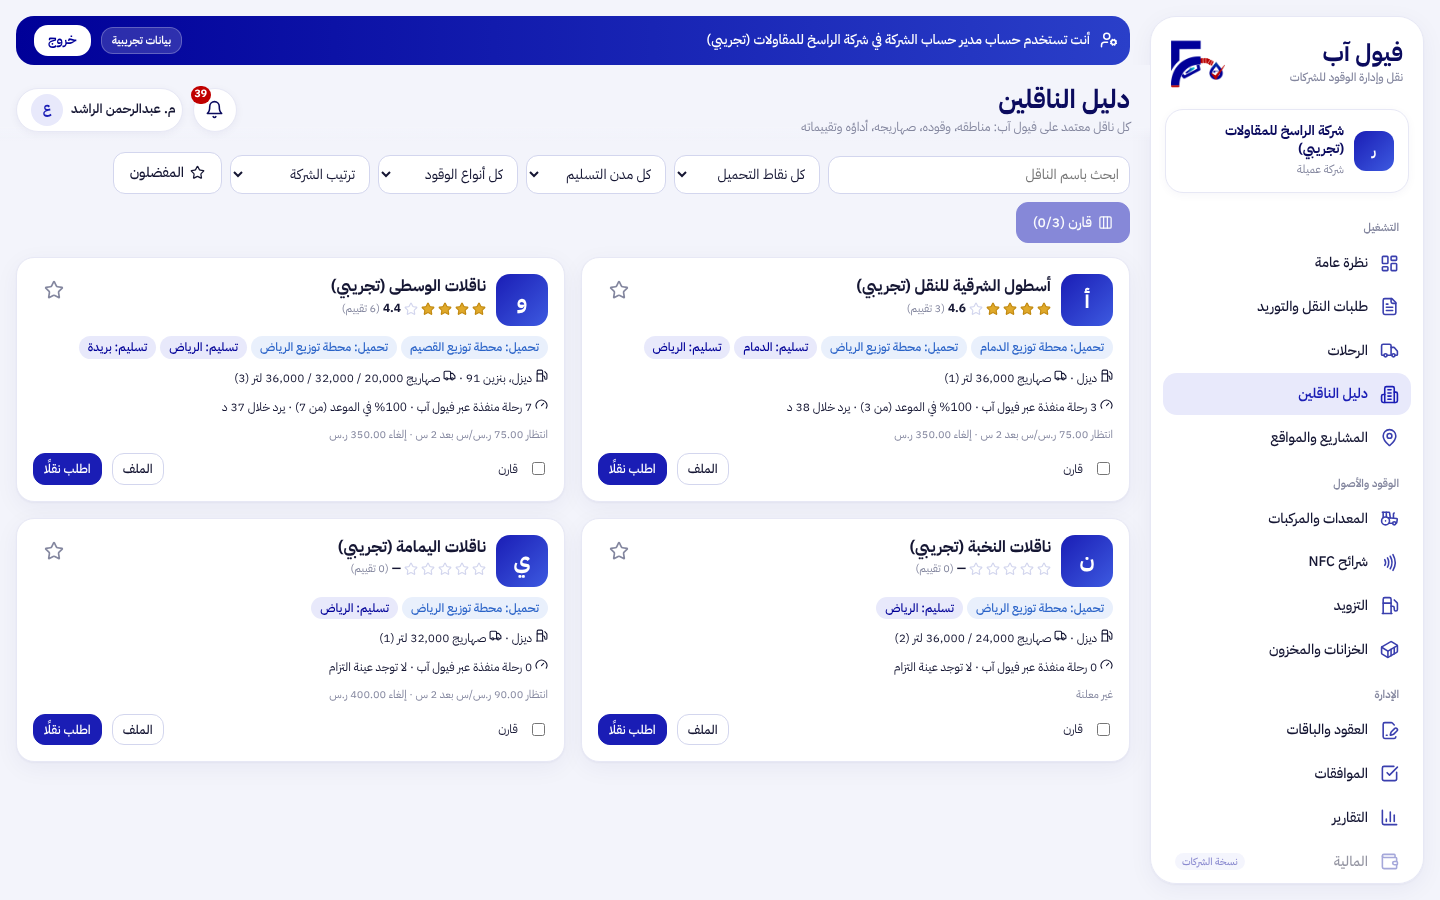 فيول آب
نقل وإدارة الوقود للشركات
ر
شركة الراسخ للمقاولات (تجريبي)
شركة عميلة
التشغيل
نظرة عامة
طلبات النقل والتوريد
الرحلات
دليل الناقلين
المشاريع والمواقع
الوقود والأصول
المعدات والمركبات
شرائح NFC
التزويد
الخزانات والمخزون
الإدارة
العقود والباقات
الموافقات
التقارير
المالية نسخة الشركات
أنت تستخدم حساب مدير حساب الشركة في شركة الراسخ للمقاولات (تجريبي) بيانات تجريبية خروج
دليل الناقلين
كل ناقل معتمد على فيول آب: مناطقه، وقوده، صهاريجه، أداؤه وتقييماته
39
م. عبدالرحمن الراشد ع
ابحث باسم الناقل كل نقاط التحميل كل مدن التسليم كل أنواع الوقود ترتيب الشركة المفضلون
قارن (0/3)
أ
أسطول الشرقية للنقل (تجريبي)
4.6 (3 تقييم)
تحميل: محطة توزيع الدمام تحميل: محطة توزيع الرياض تسليم: الدمام تسليم: الرياض
ديزل · صهاريج 36,000 لتر (1)
3 رحلة منفذة عبر فيول آب · 100% في الموعد (من 3) · يرد خلال 38 د
انتظار 75.00 ر.س/س بعد 2 س · إلغاء 350.00 ر.س
قارن الملف اطلب نقلًا
و
ناقلات الوسطى (تجريبي)
4.4 (6 تقييم)
تحميل: محطة توزيع القصيم تحميل: محطة توزيع الرياض تسليم: الرياض تسليم: بريدة
ديزل، بنزين 91 · صهاريج 20,000 / 32,000 / 36,000 لتر (3)
7 رحلة منفذة عبر فيول آب · 100% في الموعد (من 7) · يرد خلال 37 د
انتظار 75.00 ر.س/س بعد 2 س · إلغاء 350.00 ر.س
قارن الملف اطلب نقلًا
ن
ناقلات النخبة (تجريبي)
— (0 تقييم)
تحميل: محطة توزيع الرياض تسليم: الرياض
ديزل · صهاريج 24,000 / 36,000 لتر (2)
0 رحلة منفذة عبر فيول آب · لا توجد عينة التزام
غير معلنة
قارن الملف اطلب نقلًا
ي
ناقلات اليمامة (تجريبي)
— (0 تقييم)
تحميل: محطة توزيع الرياض تسليم: الرياض
ديزل · صهاريج 32,000 لتر (1)
0 رحلة منفذة عبر فيول آب · لا توجد عينة التزام
انتظار 90.00 ر.س/س بعد 2 س · إلغاء 400.00 ر.س
قارن الملف اطلب نقلًا